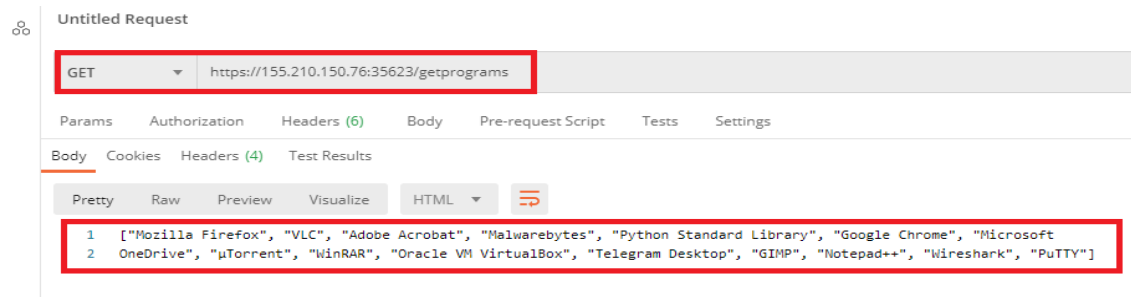 Untitled Request
GET https://155.210.150.76:35623/getprograms
Params Authorization Headers (6) Body Pre-request Script Tests Settings
Body Cookies Headers (4) Test Results
Pretty Raw Preview Visualize HTML
1 ["Mozilla Firefox", "VLC", "Adobe Acrobat", "Malwarebytes", "Python Standard Library", "Google Chrome", "Microsoft
2 OneDrive", "µTorrent", "WinRAR", "Oracle VM VirtualBox", "Telegram Desktop", "GIMP", "Notepad++", "Wireshark", "PuTTY"]